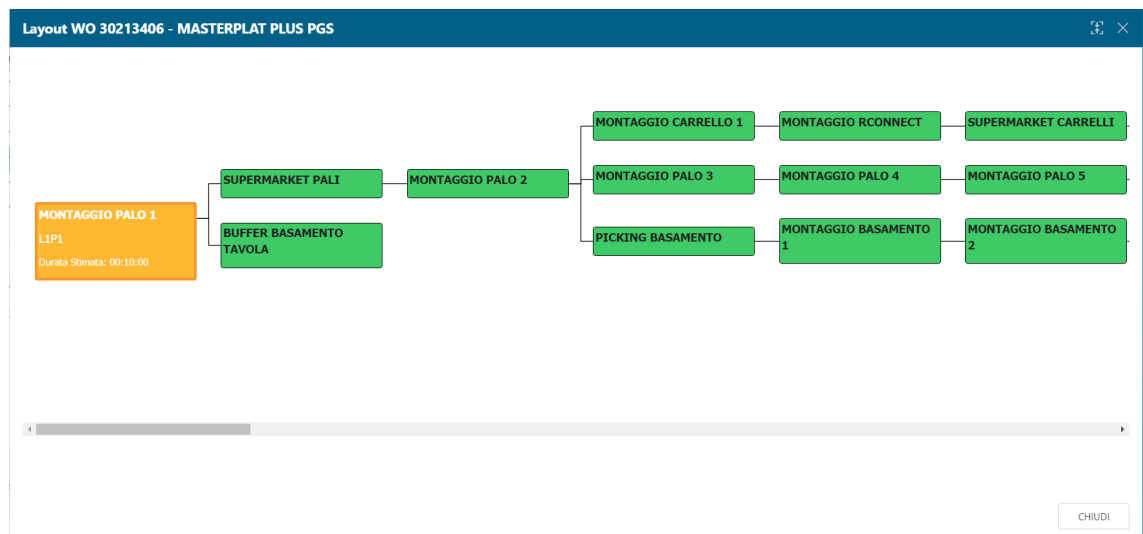 Layout WO 30213406 - MASTERPLAT PLUS PGS
MONTAGGIO CARRELLO 1
MONTAGGIO RCONNECT
SUPERMARKET CARRELLI
SUPERMARKET PALI
MONTAGGIO PALO 2
MONTAGGIO PALO 3
MONTAGGIO PALO 4
MONTAGGIO PALO 5
MONTAGGIO PALO 1
L1P1
Durata Stimata: 00:10:00
BUFFER BASAMENTO
TAVOLA
PICKING BASAMENTO
MONTAGGIO BASAMENTO
1
MONTAGGIO BASAMENTO
2
CHIUDI